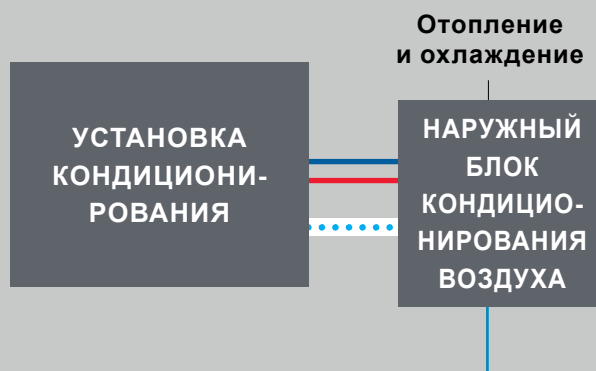 Отопление
и охлаждение
УСТАНОВКА
КОНДИЦИОНИ-
РОВАНИЯ
НАРУЖНЫЙ
БЛОК
КОНДИЦИО-
НИРОВАНИЯ
ВОЗДУХА